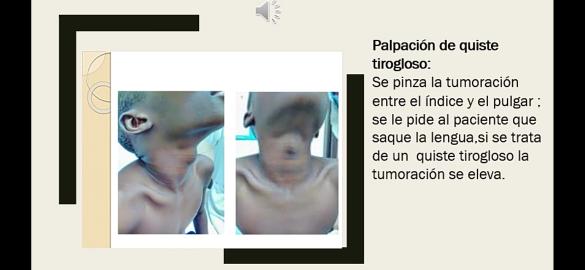 Palpación de quiste
tirogloso:
Se pinza la tumoración
entre el índice y el pulgar ;
se le pide al paciente que
saque la lengua,si se trata
de un  quiste tirogloso la
tumoración se eleva.